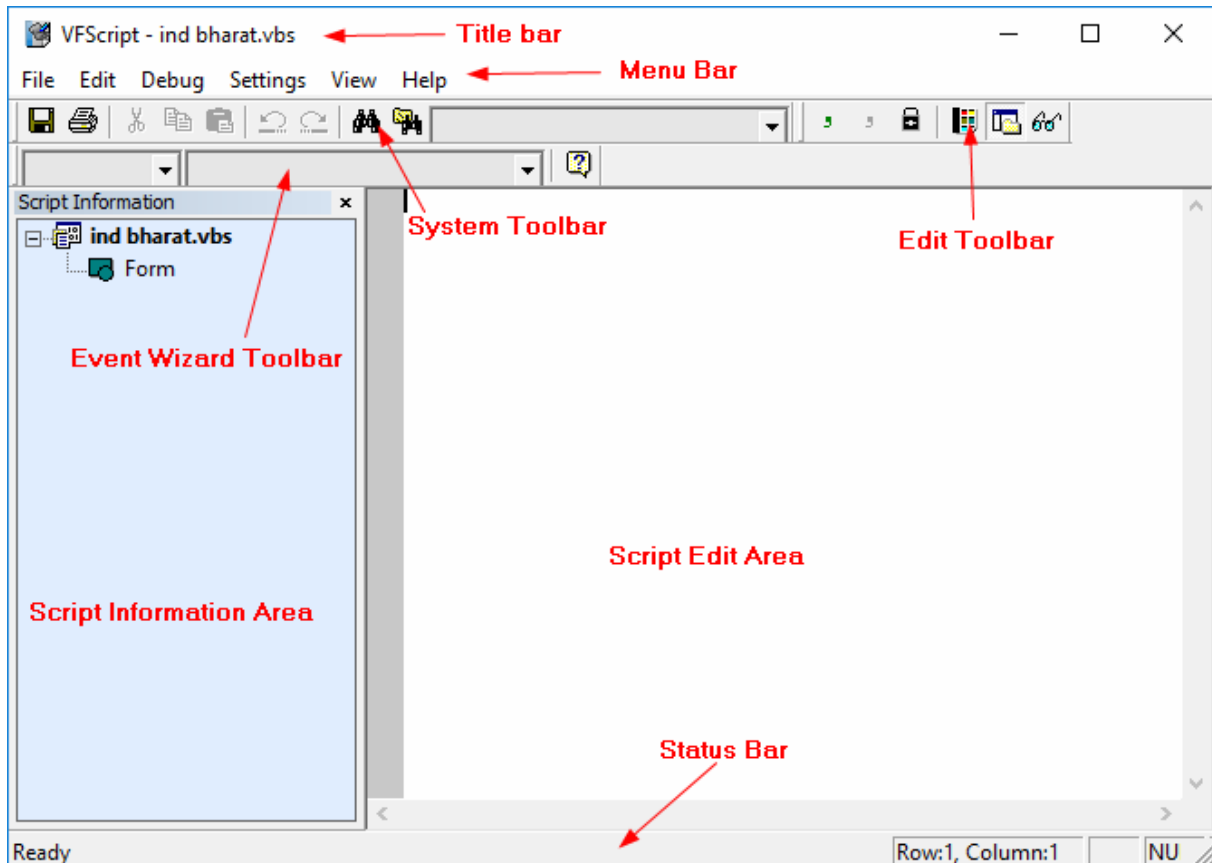 VFScript - ind bharat.vbs Title bar
File Edit Debug Settings View Help Menu Bar
Script Information
ind bharat.vbs
Form
System Toolbar
Edit Toolbar
Event Wizard Toolbar
Script Edit Area
Script Information Area
Status Bar
Ready Row:1, Column:1 NU